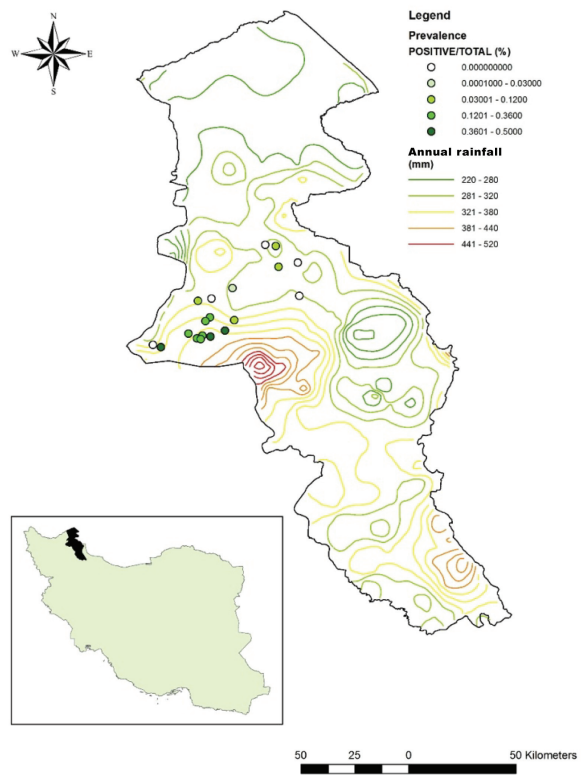 N
W E
S
Legend
Prevalence
POSITIVE/TOTAL (%)
0.000000000
0.0001000 - 0.03000
0.03001 - 0.1200
0.1201 - 0.3600
0.3601 - 0.5000
Annual rainfall
(mm)
220 - 280
281 - 320
321 - 380
381 - 440
441 - 520
50 25 0 50 Kilometers